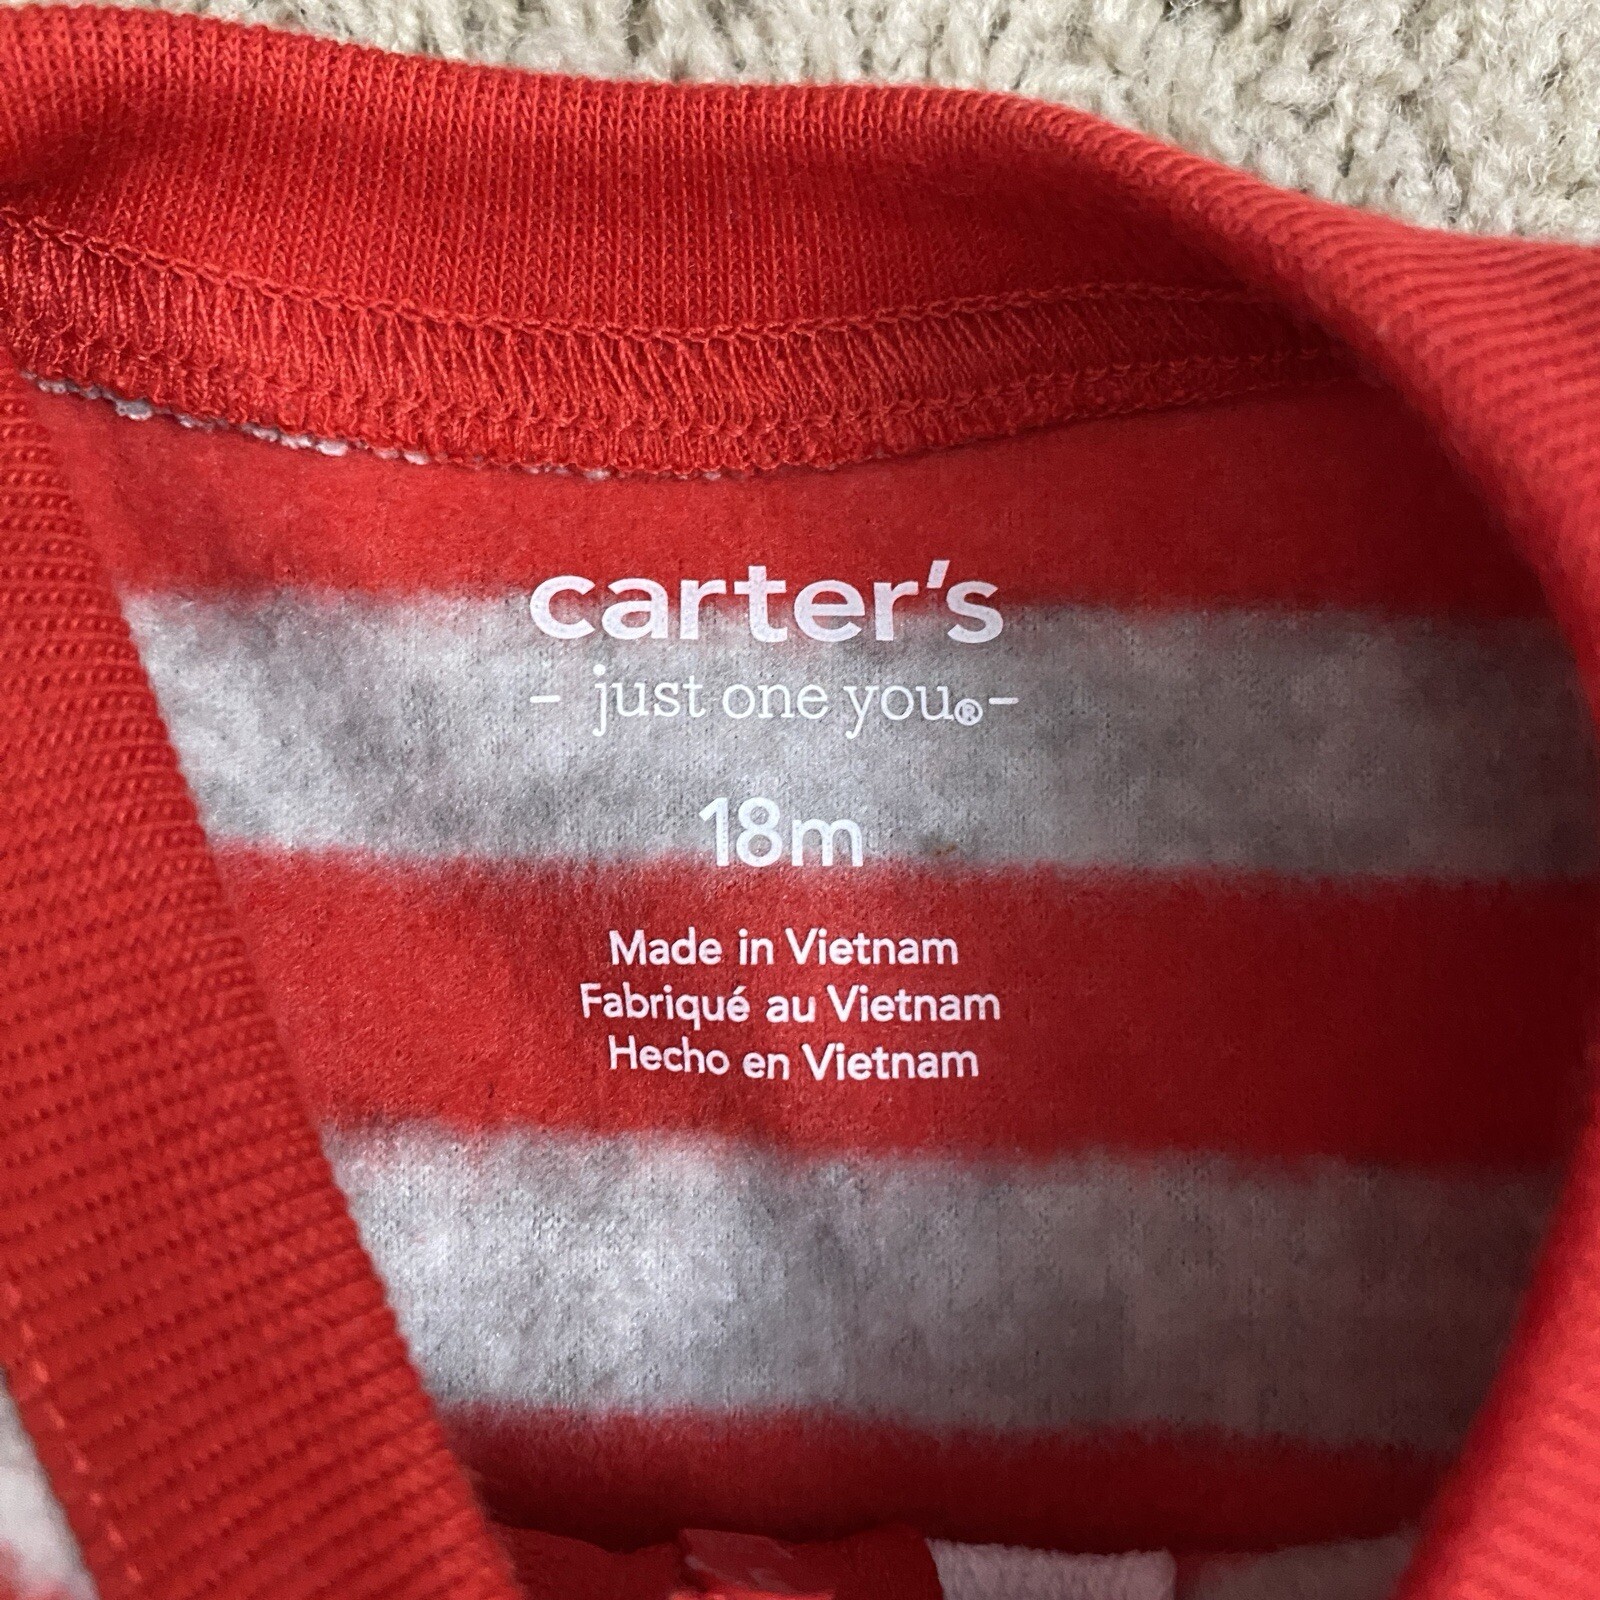 carter's
- just one you® -
18m
Made in Vietnam
Fabriqué au Vietnam
Hecho en Vietnam